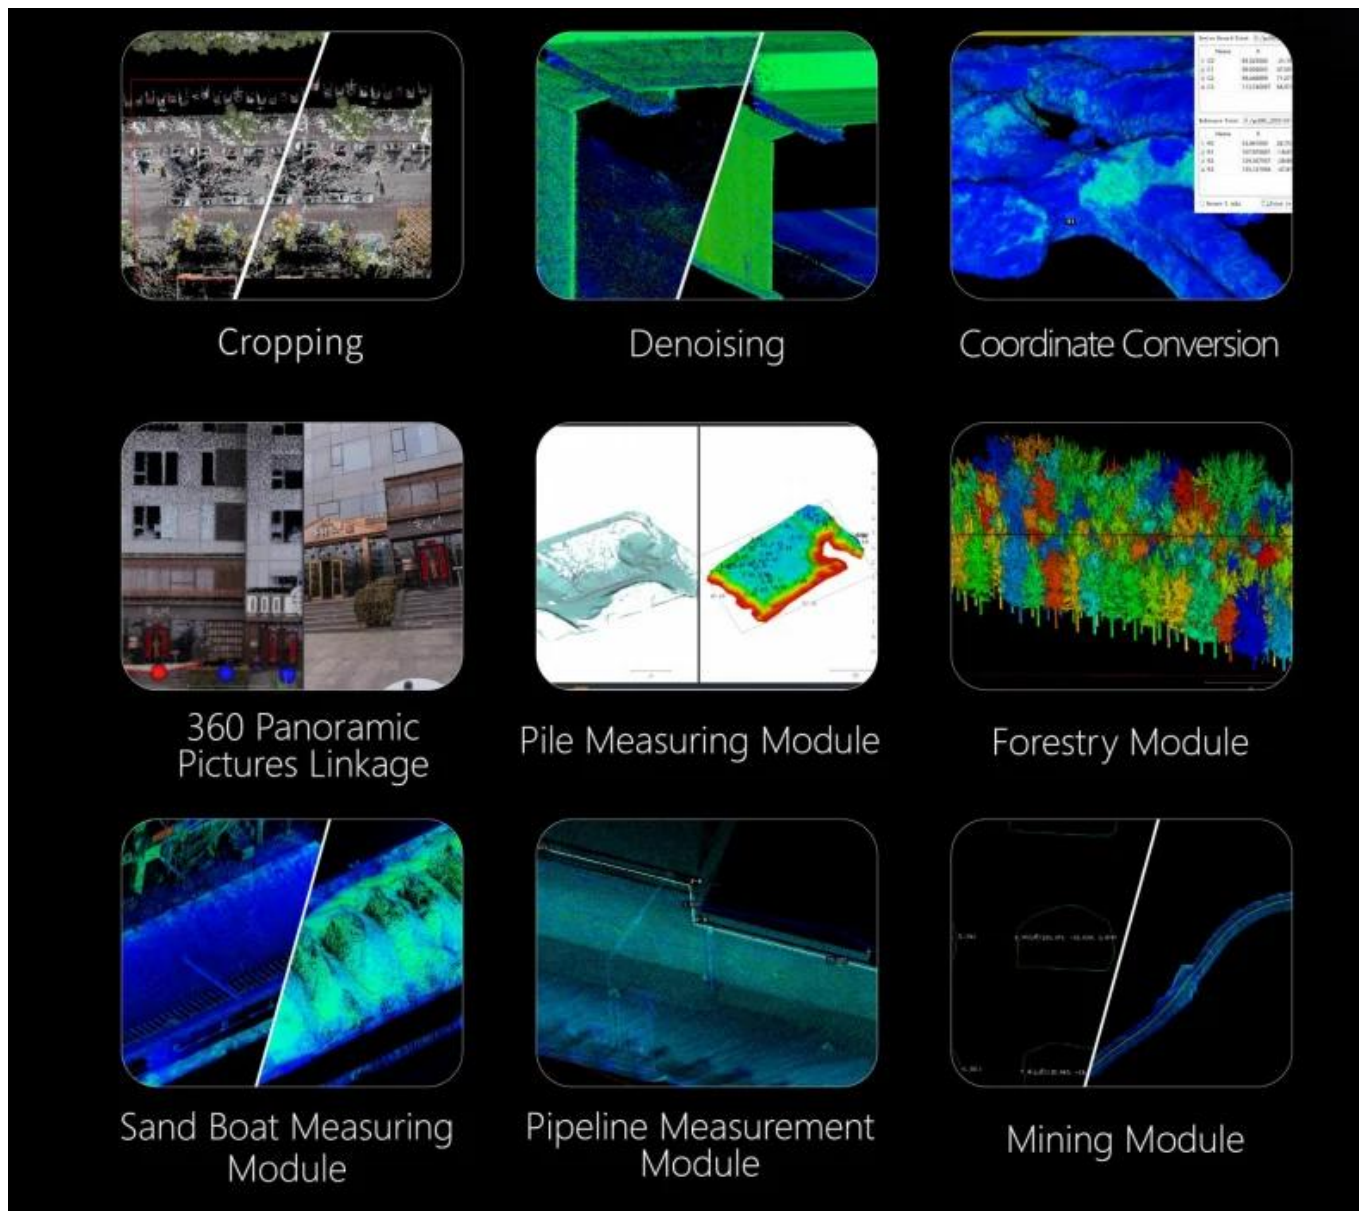 Cropping
Denoising
Coordinate Conversion
360 Panoramic
Pictures Linkage
Pile Measuring Module
Forestry Module
Sand Boat Measuring
Module
Pipeline Measurement
Module
Mining Module